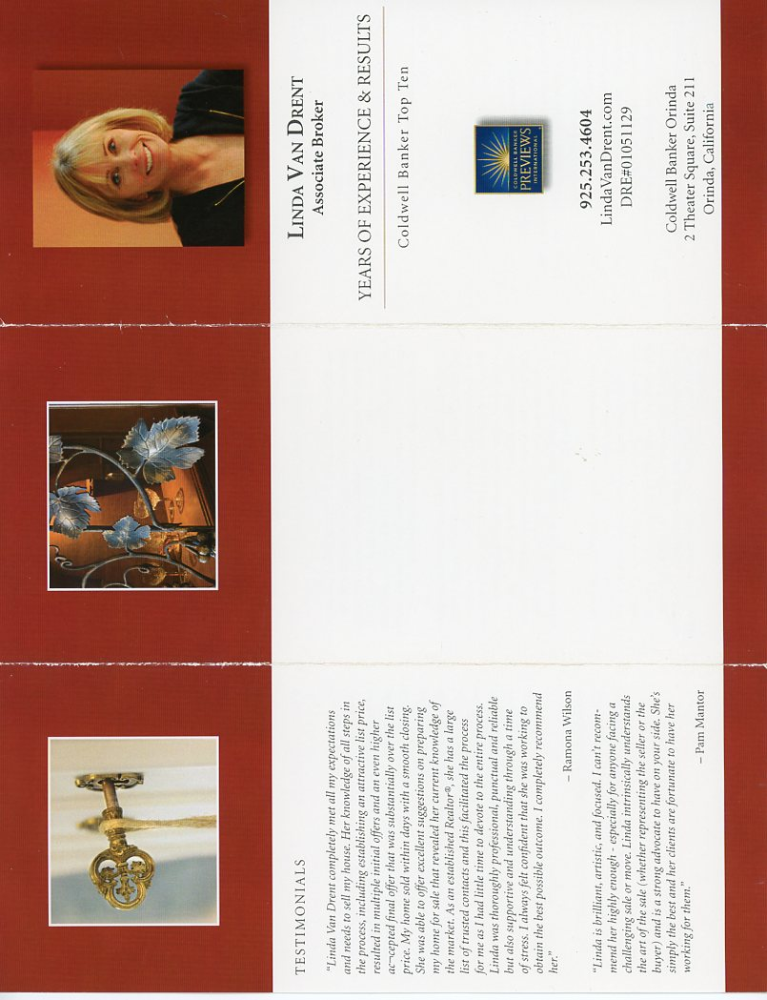 TESTIMONIALS
“Linda Van Drent completely met all my expectations
and needs to sell my house. Her knowledge of all steps in
the process, including establishing an attractive list price,
resulted in multiple initial offers and an even higher
ac¬cepted final offer that was substantially over the list
price. My home sold within days with a smooth closing.
She was able to offer excellent suggestions on preparing
my home for sale that revealed her current knowledge of
the market. As an established Realtor®, she has a large
list of trusted contacts and this facilitated the process
for me as I had little time to devote to the entire process.
Linda was thoroughly professional, punctual and reliable
but also supportive and understanding through a time
of stress. I always felt confident that she was working to
obtain the best possible outcome. I completely recommend
her.”
– Ramona Wilson
“Linda is brilliant, artistic, and focused. I can't recom-
mend her highly enough - especially for anyone facing a
challenging sale or move. Linda intrinsically understands
the art of the sale (whether representing the seller or the
buyer) and is a strong advocate to have on your side. She's
simply the best and her clients are fortunate to have her
working for them.”
– Pam Mantor
LINDA VAN DRENT
Associate Broker
YEARS OF EXPERIENCE & RESULTS
Coldwell Banker Top Ten
COLDWELL BANKER
PREVIEWS
INTERNATIONAL
925.253.4604
LindaVanDrent.com
DRE#01051129
Coldwell Banker Orinda
2 Theater Square, Suite 211
Orinda, California